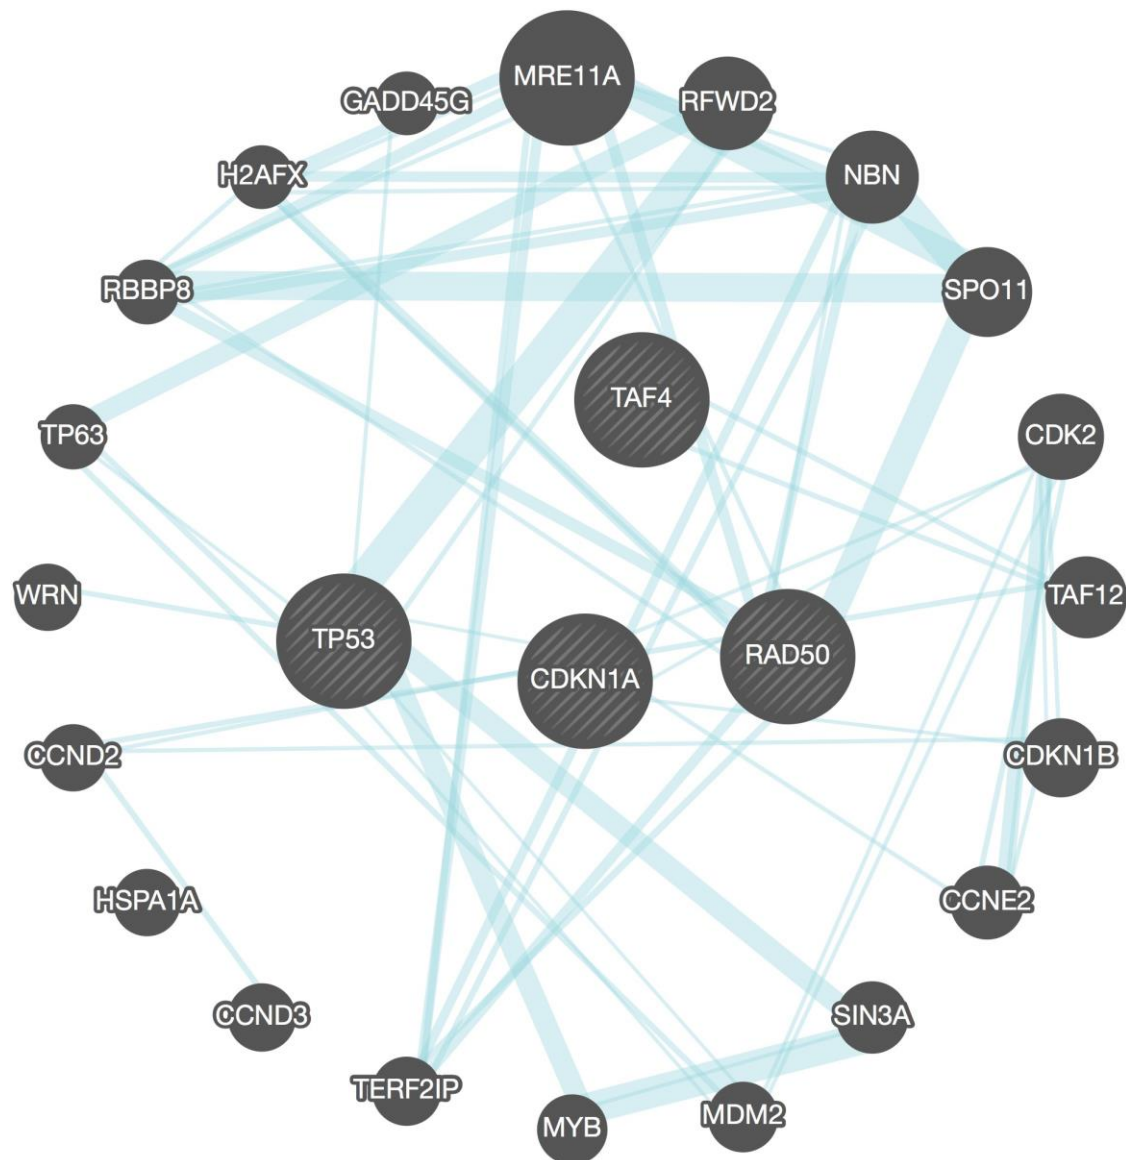 MRE11A
GADD45G
RFWD2
H2AFX
NBN
RBBP8
SPO11
TAF4
TP63
CDK2
WRN
TAF12
TP53
CDKN1A
RAD50
CCND2
CDKN1B
HSPA1A
CCNE2
CCND3
SIN3A
TERF2IP
MYB
MDM2